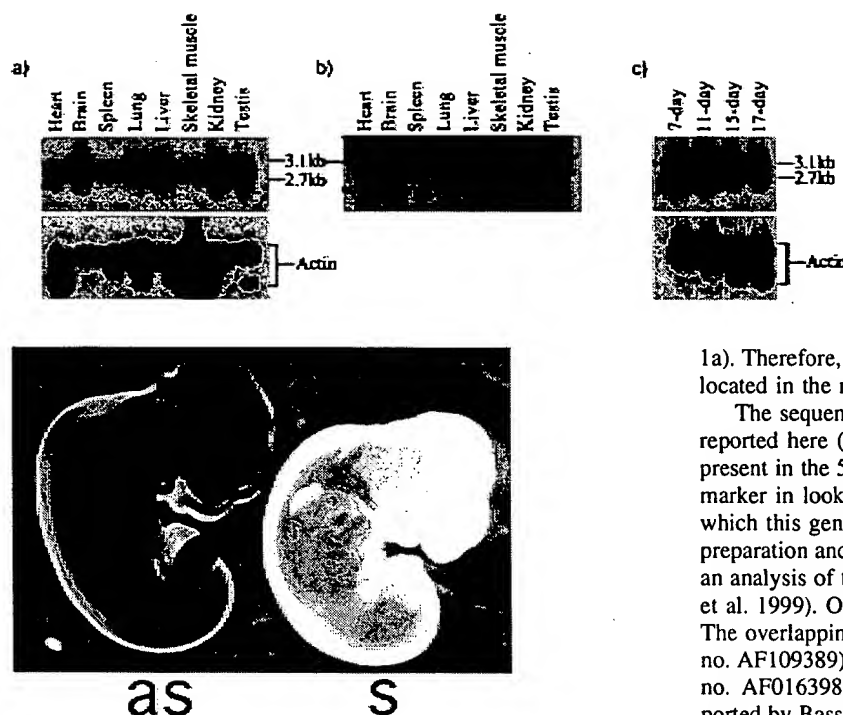 a)
Heart
Brain
Spleen
Lung
Liver
Skeletal muscle
Kidney
Testis
3.1kb
2.7kb
Actin
b)
Heart
Brain
Spleen
Lung
Liver
Skeletal muscle
Kidney
Testis
c)
7-day
11-day
15-day
17-day
3.1kb
2.7kb
Actin
as
s
1a). Therefore,
located in the
The sequen
reported here (
present in the 5
marker in look
which this gen
preparation and
an analysis of
et al. 1999). O
The overlappin
no. AF109389)
no. AF016398
ported by Bass